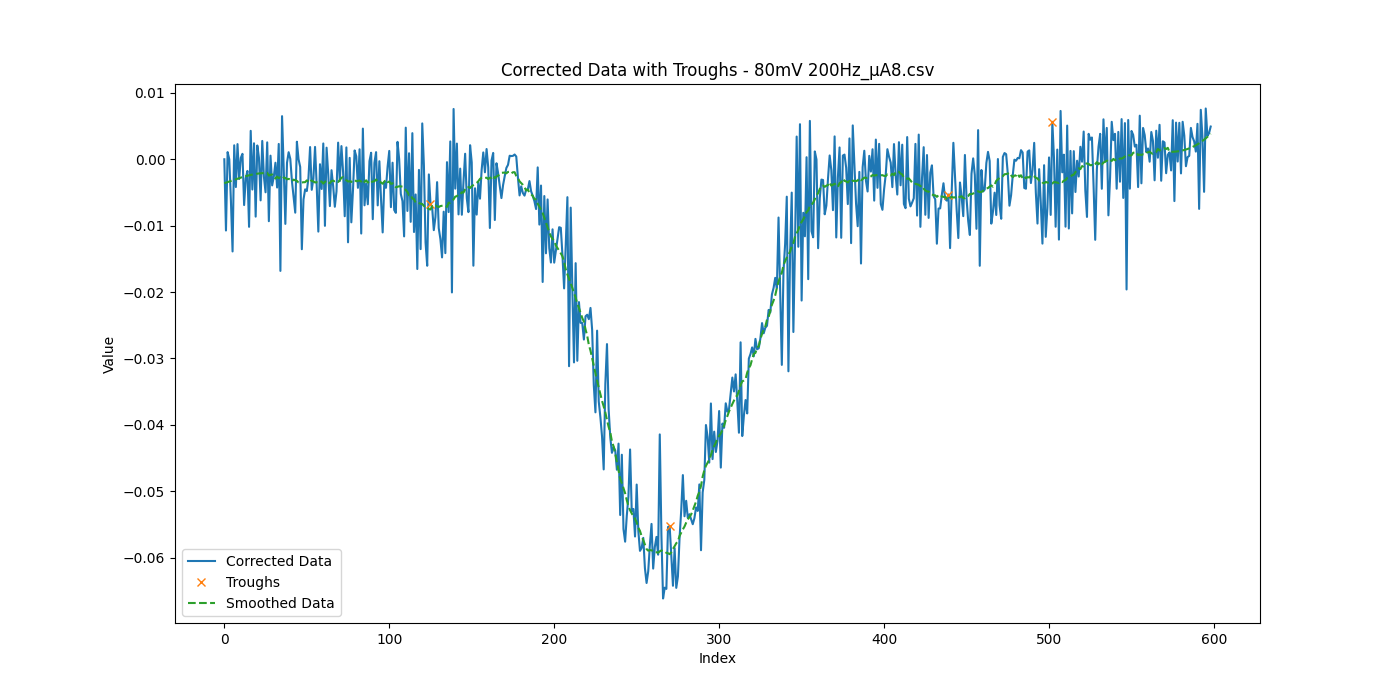 Corrected Data with Troughs - 80mV 200Hz_µA8.csv
0.01
0.00
−0.01
−0.02
−0.03
−0.04
−0.05
−0.06
Value
Corrected Data
Troughs
Smoothed Data
0 100 200 300 400 500 600
Index